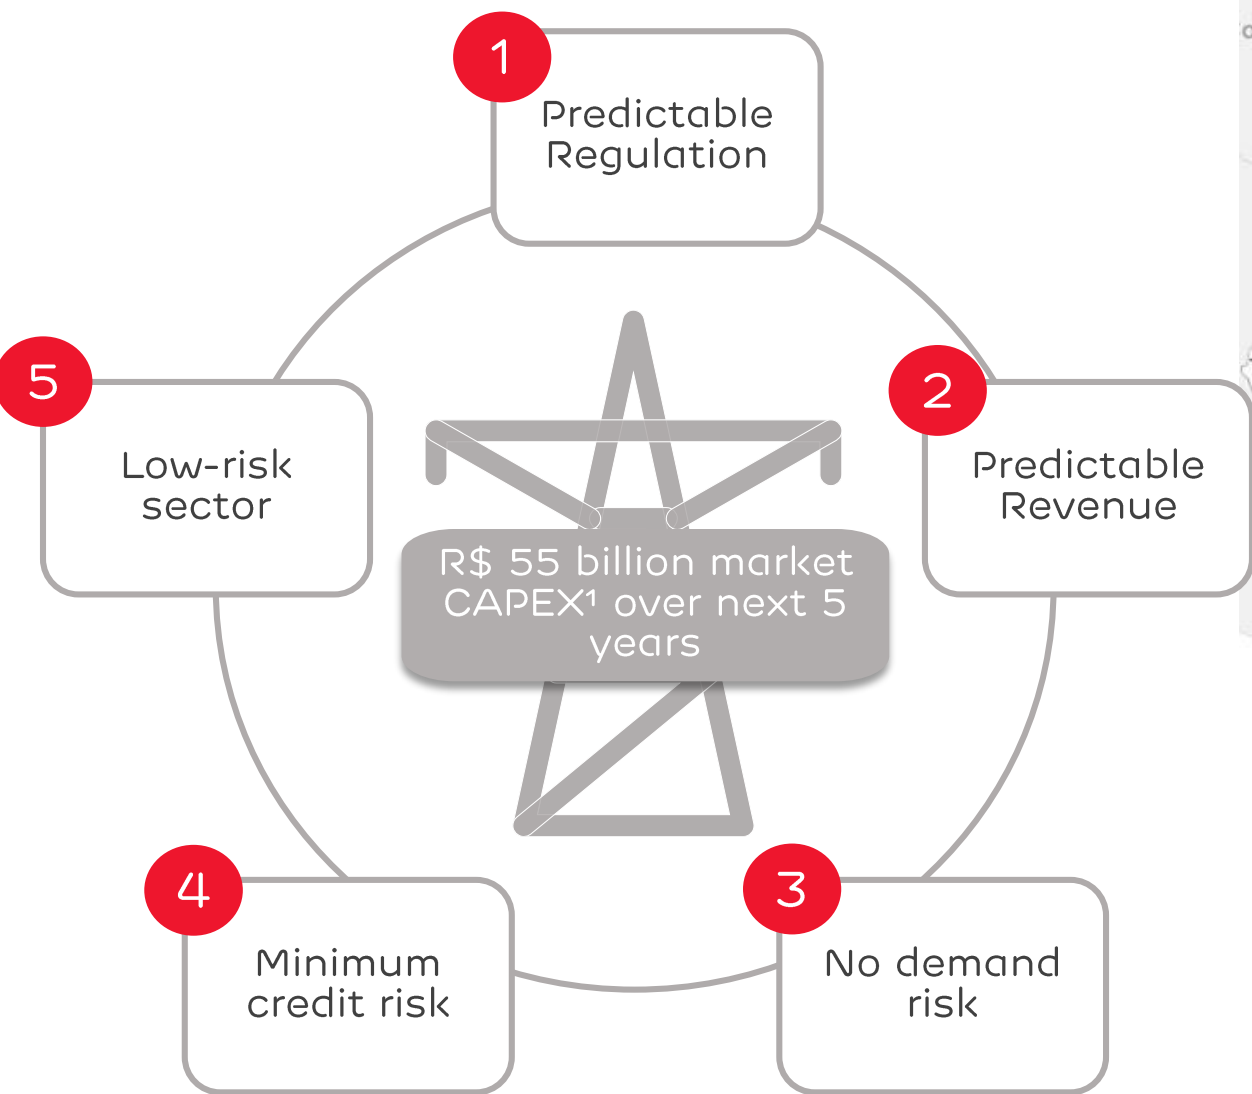 1
Predictable
Regulation
2
Predictable
Revenue
3
No demand
risk
4
Minimum
credit risk
5
Low-risk
sector
R$ 55 billion market
CAPEX¹ over next 5
years